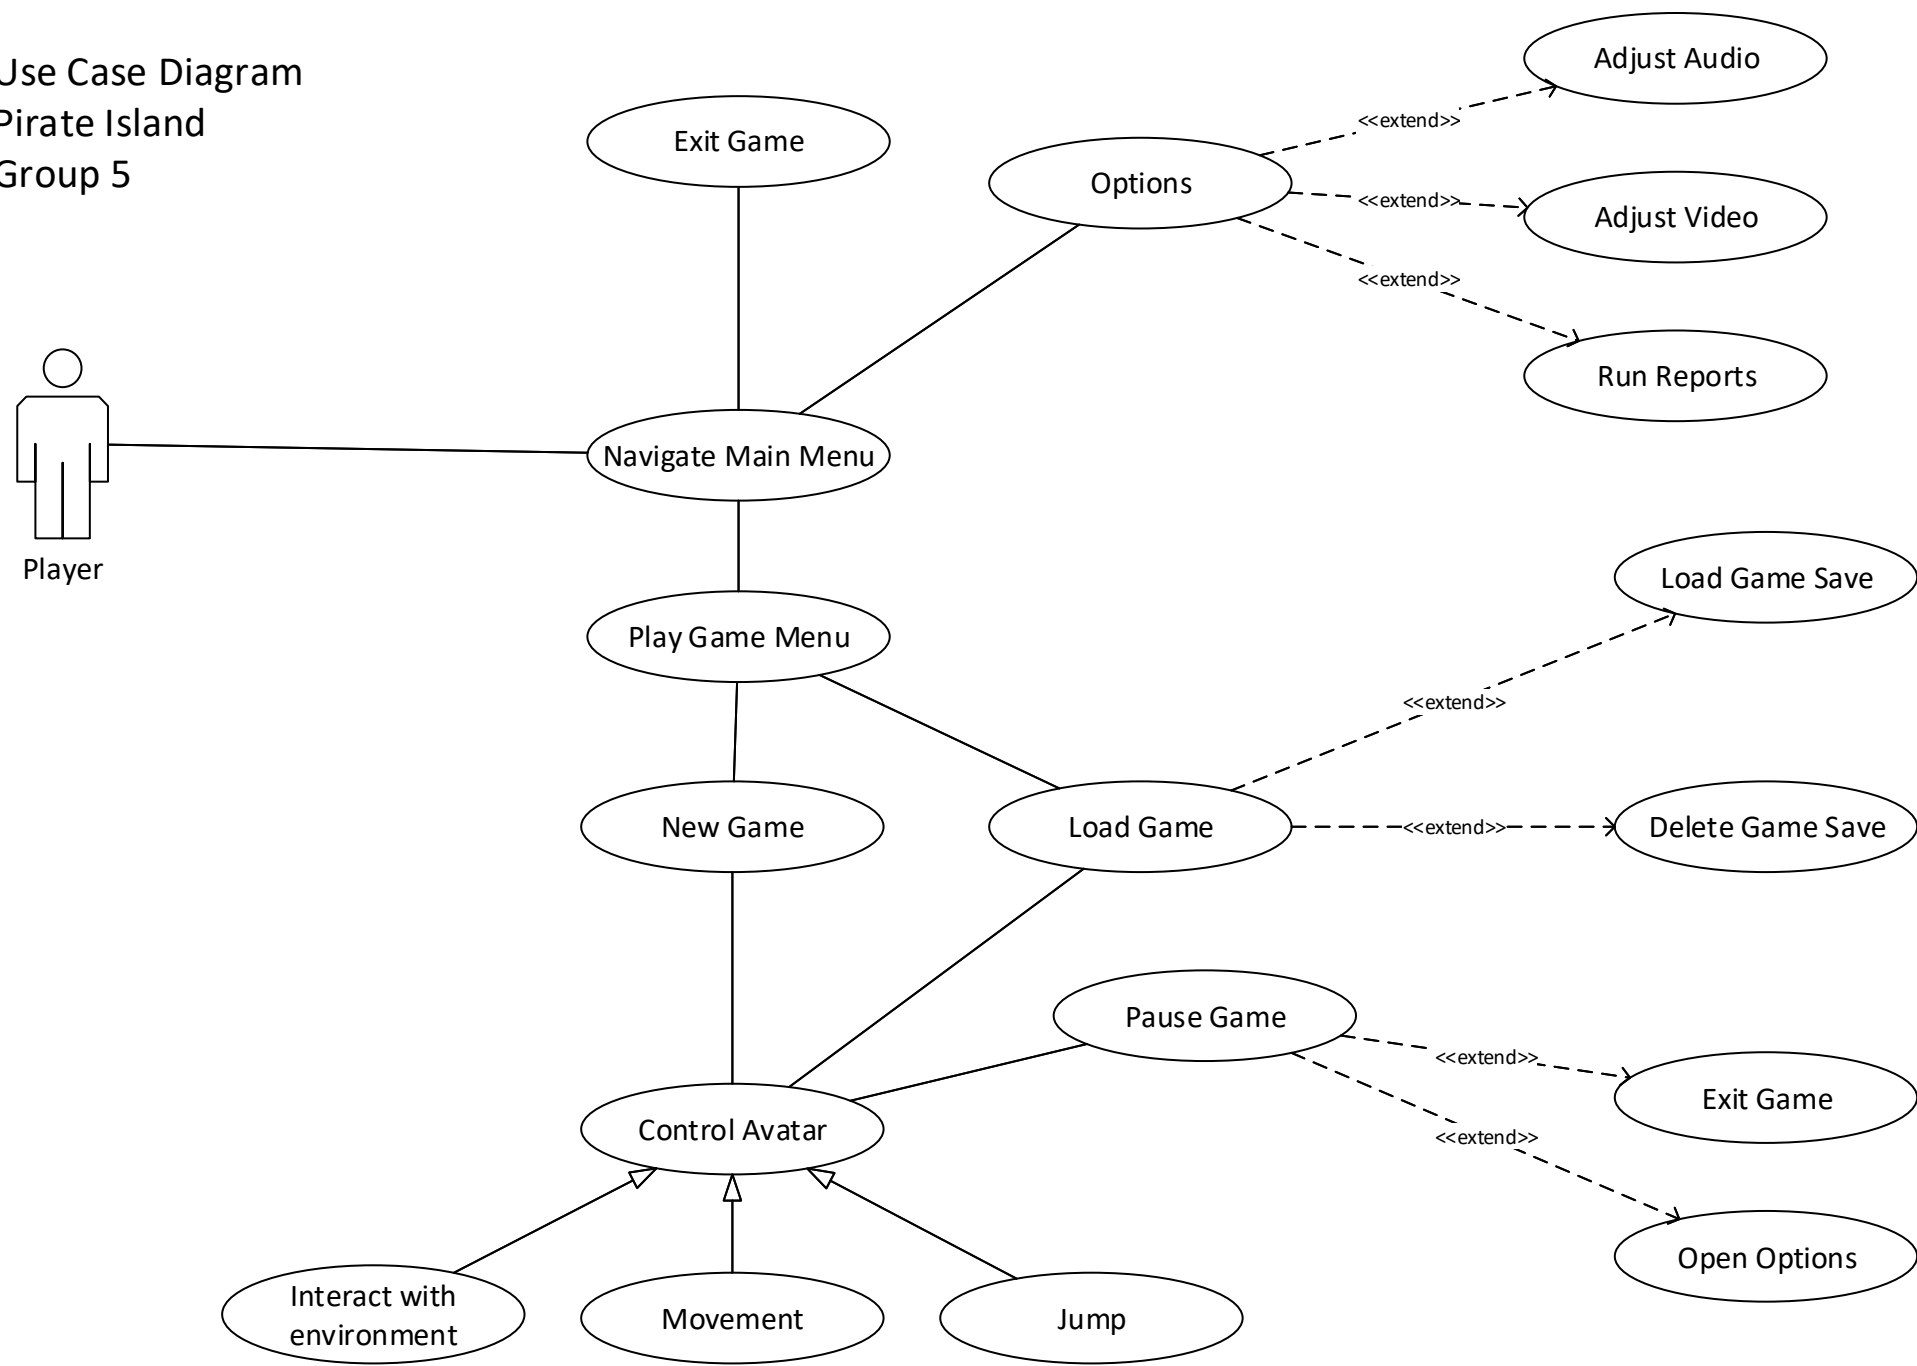 Use Case Diagram
Pirate Island
Group 5
Adjust Audio
<<extend>>
Exit Game
Options
<<extend>>
Adjust Video
<<extend>>
Run Reports
Navigate Main Menu
Player
Load Game Save
Play Game Menu
<<extend>>
New Game
Load Game
<<extend>>
Delete Game Save
Pause Game
<<extend>>
Exit Game
Control Avatar
<<extend>>
Open Options
Interact with
environment
Movement
Jump